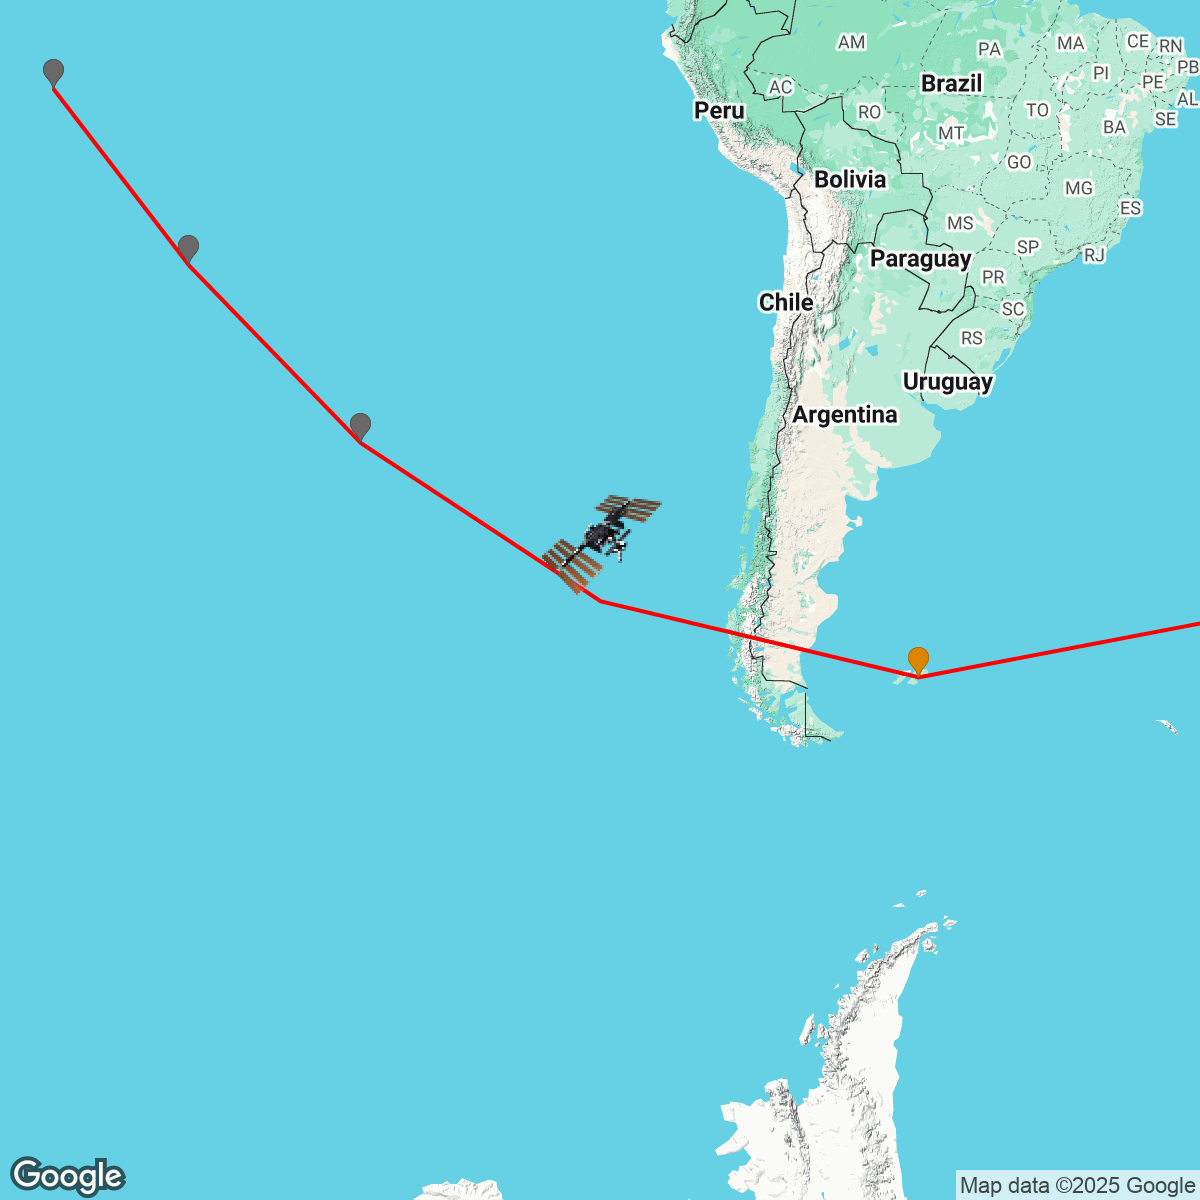 AM
PA
MA
CE
RN
PB
PI
PE
AL
Brazil
AC
Peru
RO
TO
SE
MT
BA
GO
Bolivia
MG
ES
MS
SP
RJ
Paraguay
PR
Chile
SC
RS
Uruguay
Argentina
Google
Map data ©2025 Google